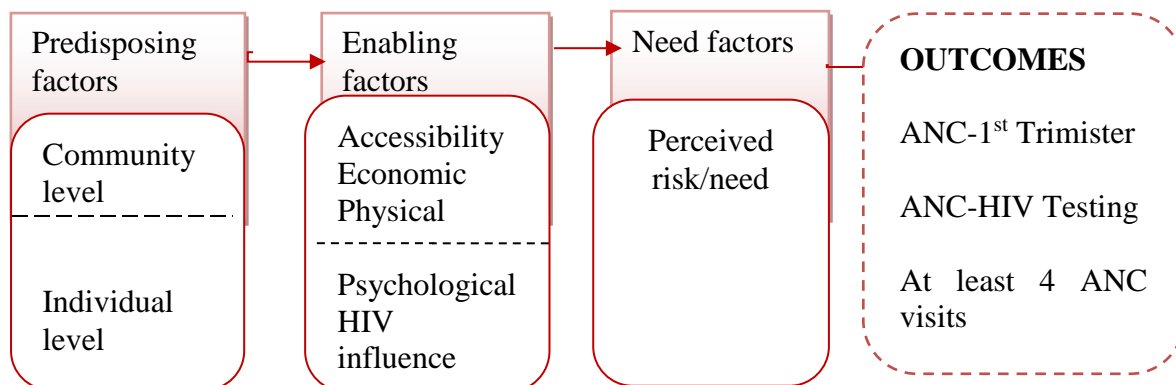 Predisposing
factors
Community
level
Individual
level
Enabling
factors
Accessibility
Economic
Physical
Psychological
HIV
influence
Need factors
Perceived
risk/need
OUTCOMES
ANC-1st Trimister
ANC-HIV Testing
At least 4 ANC
visits